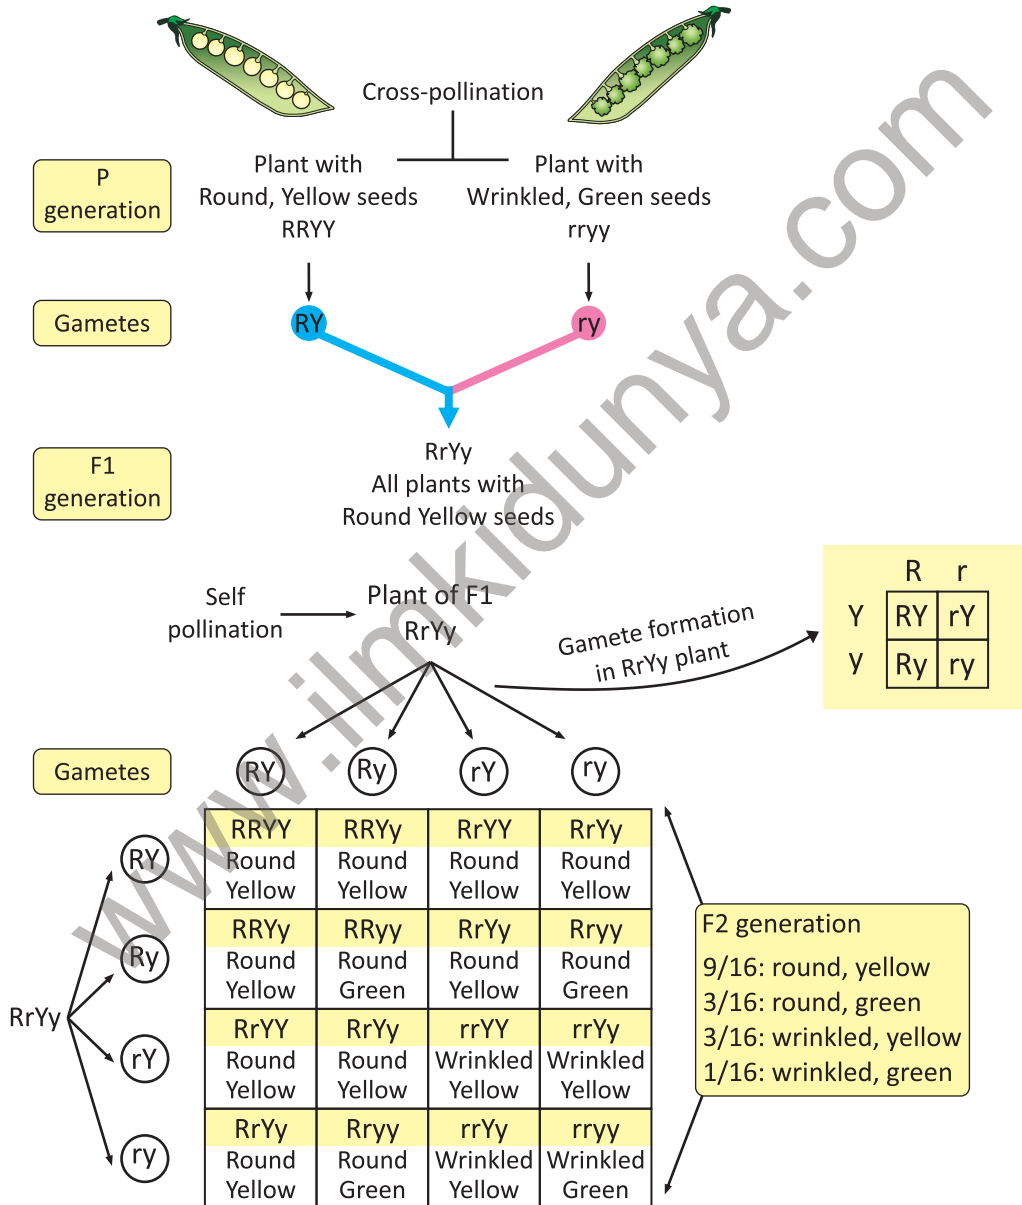 Cross-pollination
P
generation
Plant with
Round, Yellow seeds
RRYY
Plant with
Wrinkled, Green seeds
rryy
Gametes
RY
ry
F1
generation
RrYy
All plants with
Round Yellow seeds
Self
pollination
Plant of F1
RrYy
Gamete formation
in RrYy plant
R r
Y RY rY
y Ry ry
Gametes
RY Ry rY ry
RrYy
RY
RRYY RRYy RrYY RrYy
Round Round Round Round
Yellow Yellow Yellow Yellow
Ry
RRYy RRyy RrYy Rryy
Round Round Round Round
Yellow Green Yellow Green
rY
RrYY RrYy rrYY rrYy
Round Round Wrinkled Wrinkled
Yellow Yellow Yellow Yellow
ry
RrYy Rryy rrYy rryy
Round Round Wrinkled Wrinkled
Yellow Green Yellow Green
F2 generation
9/16: round, yellow
3/16: round, green
3/16: wrinkled, yellow
1/16: wrinkled, green
www.ilmkidunya.com